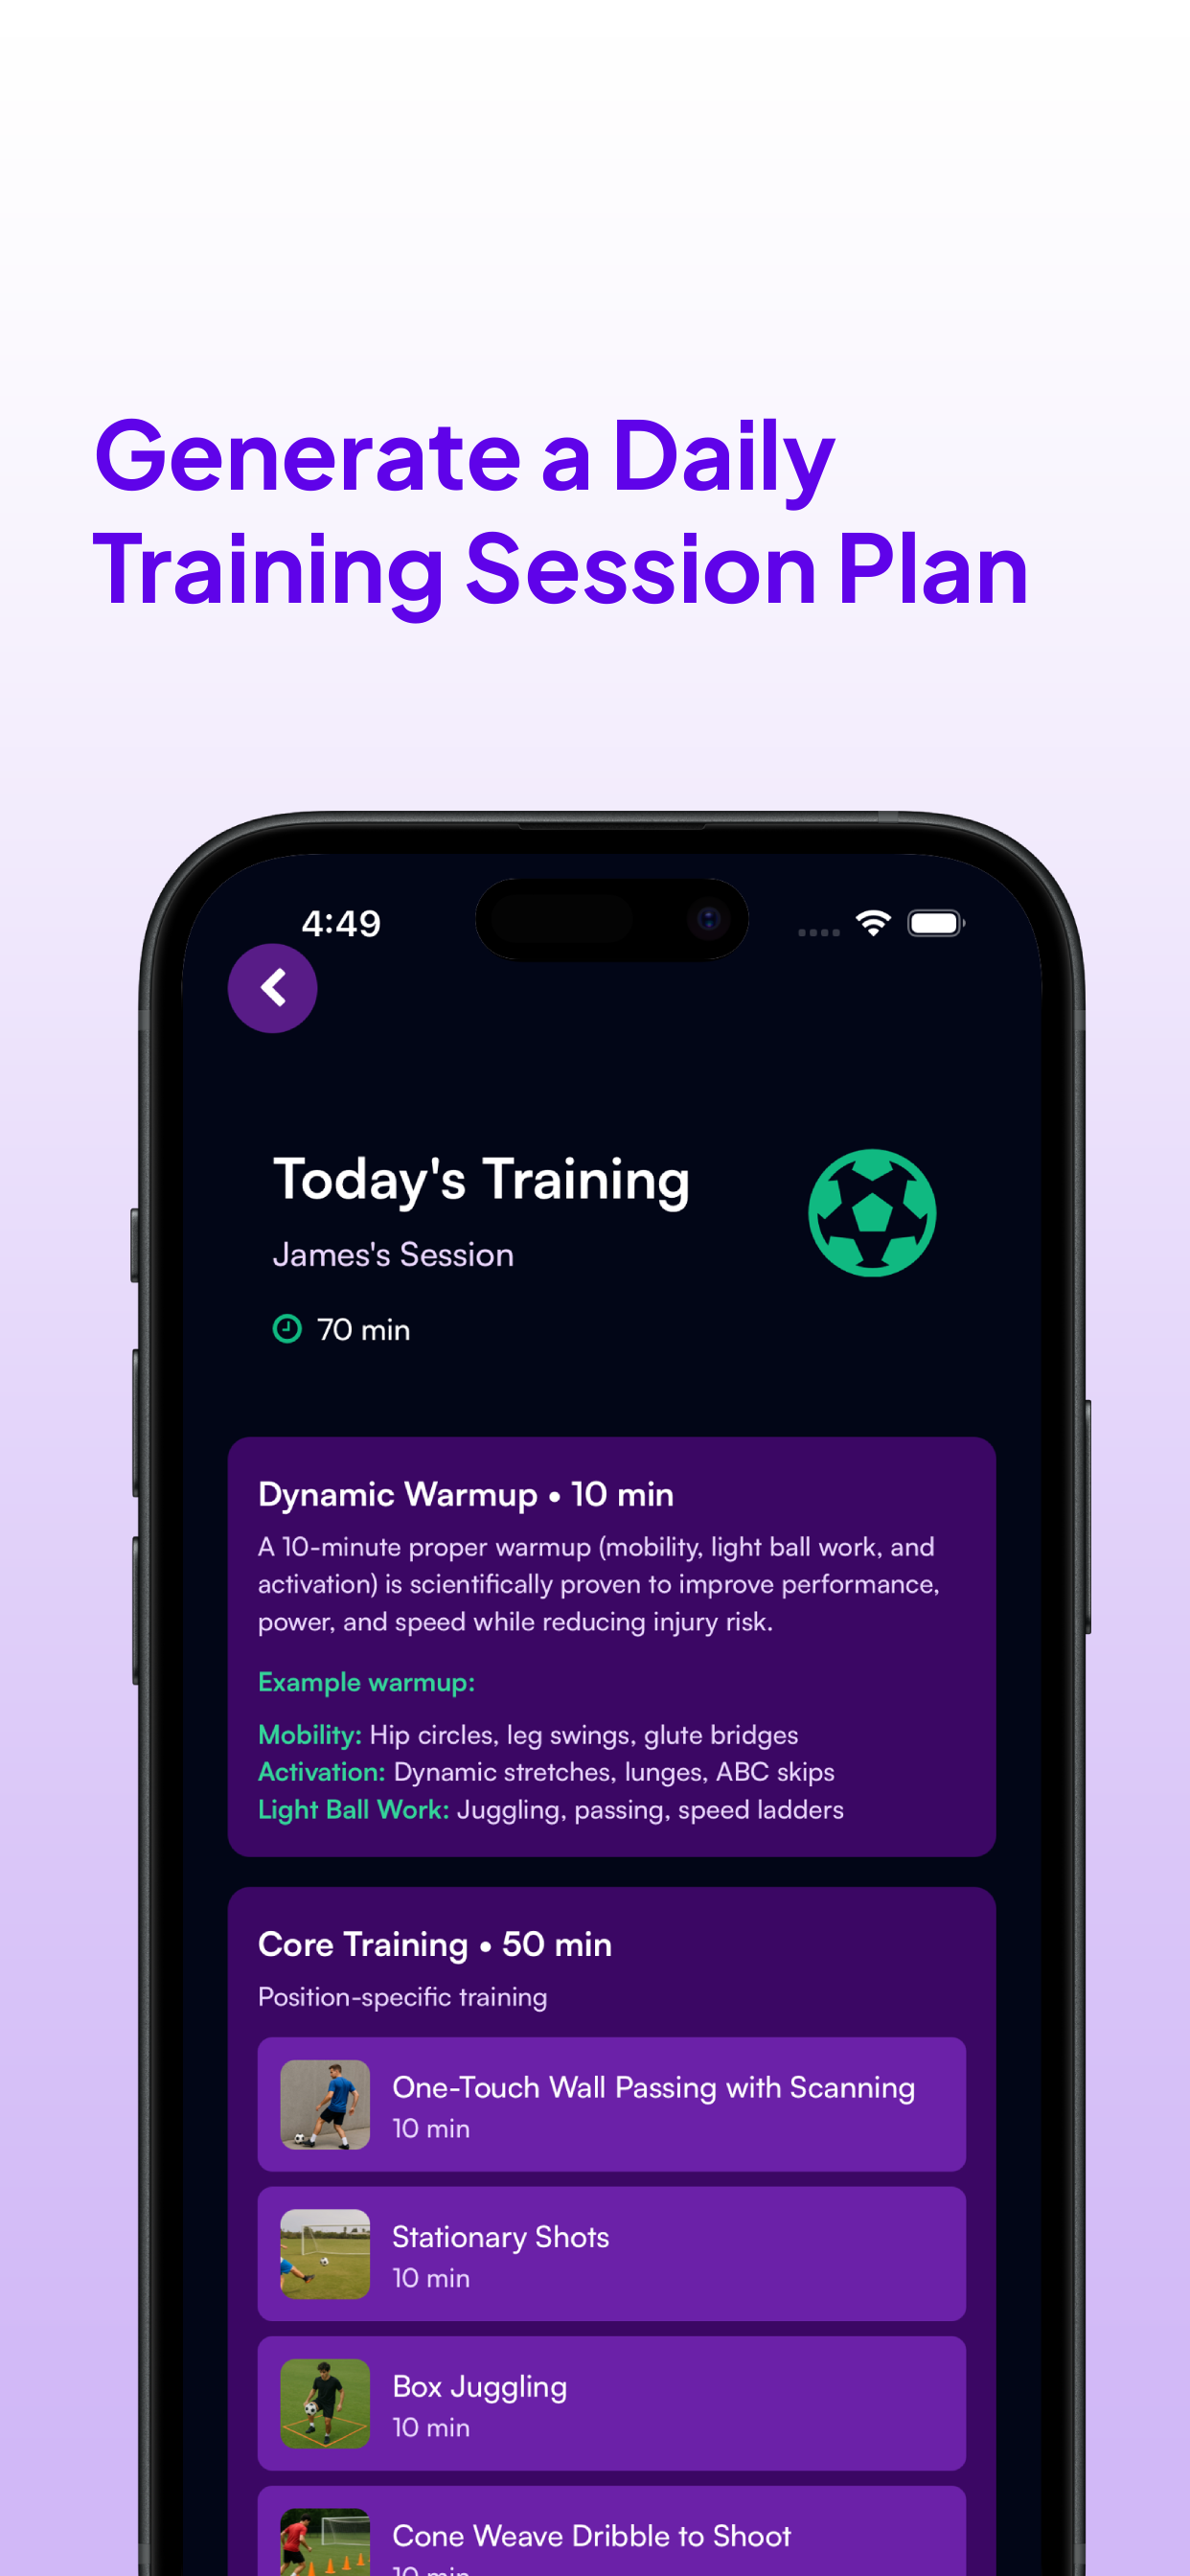 Generate a Daily
Training Session Plan
4:49
Today's Training
James's Session
70 min
Dynamic Warmup • 10 min
A 10-minute proper warmup (mobility, light ball work, and
activation) is scientifically proven to improve performance,
power, and speed while reducing injury risk.
Example warmup:
Mobility: Hip circles, leg swings, glute bridges
Activation: Dynamic stretches, lunges, ABC skips
Light Ball Work: Juggling, passing, speed ladders
Core Training • 50 min
Position-specific training
One-Touch Wall Passing with Scanning
10 min
Stationary Shots
10 min
Box Juggling
10 min
Cone Weave Dribble to Shoot
10 min